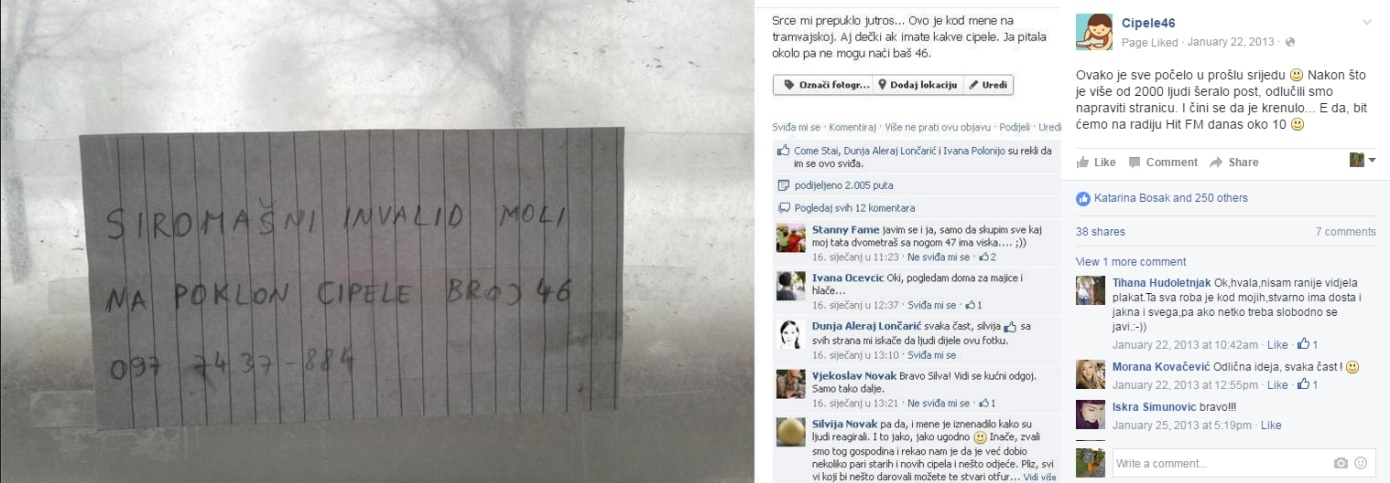 SIROMAŠNI INVALID MOLI
NA POKLON CIPELE BROJ 46
097 7437-884
Srce mi prepuklo jutros... Ovo je kod mene na
tramvajskoj. Aj dečki ak imate kakve cipele. Ja pitala
okolo pa ne mogu naći baš 46.
Označi fotogr... Dodaj lokaciju Uredi
Sviđa mi se · Komentiraj · Više ne prati ovu objavu · Podijeli · Uredi
Come Stai, Dunja Aleraj Lončarić i Ivana Polonijo su rekli da
im se ovo sviđa.
podijeljeno 2.005 puta
Pogledaj svih 12 komentara
Stanny Fame javim se i ja, samo da skupim sve kaj
moj tata dvometraš sa nogom 47 ima viska.... ;))
16. siječanj u 11:23 · Ne sviđa mi se · 2
Ivana Ocevcic Oki, pogledam doma za majice i
hlače...
16. siječanj u 12:37 · Sviđa mi se · 1
Dunja Aleraj Lončarić svaka čast, silvija sa
svih strana mi iskače da ljudi dijele ovu fotku.
16. siječanj u 13:10 · Sviđa mi se
Vjekoslav Novak Bravo Silva! Vidi se kućni odgoj.
Samo tako dalje.
16. siječanj u 13:21 · Ne sviđa mi se · 1
Silvija Novak pa da, i mene je iznenadilo kako su
ljudi reagirali. I to jako, jako ugodno Inače, zvali
smo tog gospodina i rekao nam je da je već dobio
nekoliko pari starih i novih cipela i nešto odjeće. Pliz, svi
vi koji bi nešto darovali možete te stvari otfur... Vidi više
Cipele46
Page Liked · January 22, 2013 ·
Ovako je sve počelo u prošlu srijedu Nakon što
je više od 2000 ljudi šeralo post, odlučili smo
napraviti stranicu. I čini se da je krenulo... E da, bit
ćemo na radiju Hit FM danas oko 10
Like Comment Share
Katarina Bosak and 250 others
38 shares 7 comments
View 1 more comment
Tihana Hudoletnjak Ok,hvala,nisam ranije vidjela
plakat.Ta sva roba je kod mojih,stvarno ima dosta i
jakna i svega,pa ako netko treba slobodno se
javi.:-))
January 22, 2013 at 10:42am · Like · 1
Morana Kovačević Odlična ideja, svaka čast !
January 22, 2013 at 12:55pm · Like · 1
Iskra Simunovic bravo!!!
January 25, 2013 at 5:19pm · Like
Write a comment...